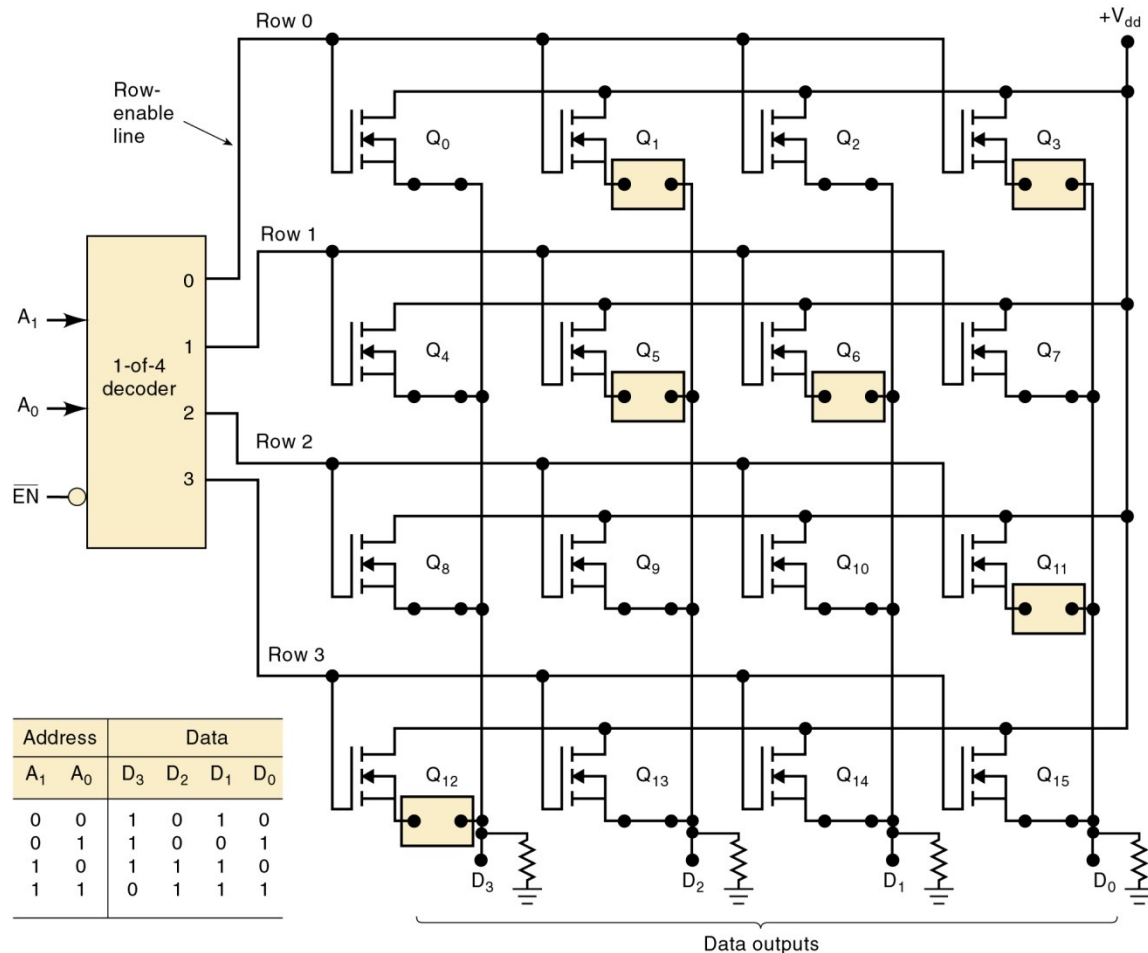 Row 0
+V_dd
Row-
enable
line
Q_0
Q_1
Q_2
Q_3
Row 1
0
A_1
1
1-of-4
decoder
Q_4
Q_5
Q_6
Q_7
A_0
2
Row 2
3
E̅N̅
Q_8
Q_9
Q_10
Q_11
Row 3
Address Data
A_1 A_0 D_3 D_2 D_1 D_0
0 0 1 0 1 0
0 1 1 0 0 1
1 0 1 1 1 0
1 1 0 1 1 1
Q_12
Q_13
Q_14
Q_15
D_3
D_2
D_1
D_0
Data outputs